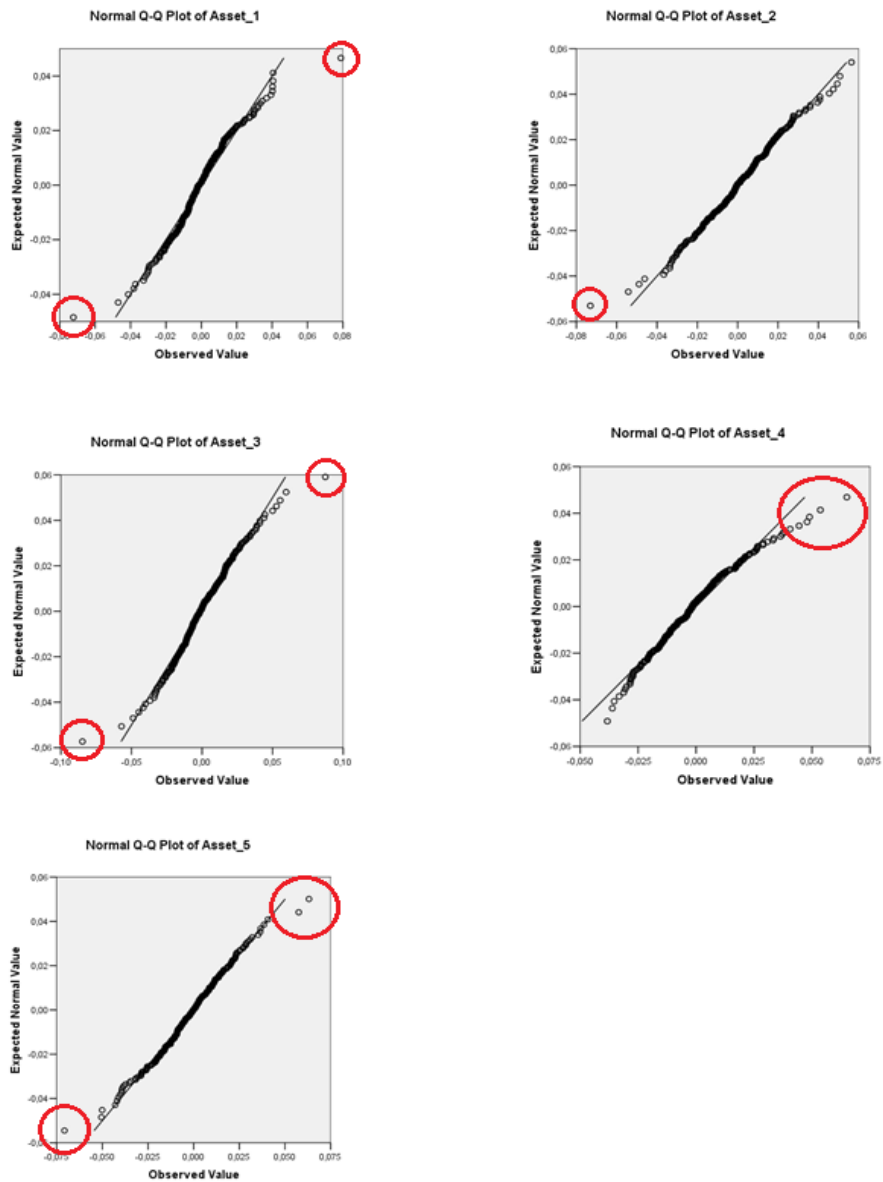 Normal Q-Q Plot of Asset_1
Expected Normal Value
0,04
0,02
0,00
-0,02
-0,04
-0,08 -0,06 -0,04 -0,02 0,00 0,02 0,04 0,06 0,08
Observed Value
Normal Q-Q Plot of Asset_2
Expected Normal Value
0,06
0,04
0,02
0,00
-0,02
-0,04
-0,06
-0,08 -0,06 -0,04 -0,02 0,00 0,02 0,04 0,06
Observed Value
Normal Q-Q Plot of Asset_3
Expected Normal Value
0,06
0,04
0,02
0,00
-0,02
-0,04
-0,06
-0,10 -0,05 0,00 0,05 0,10
Observed Value
Normal Q-Q Plot of Asset_4
Expected Normal Value
0,06
0,04
0,02
0,00
-0,02
-0,04
-0,06
-0,050 -0,025 0,000 0,025 0,050 0,075
Observed Value
Normal Q-Q Plot of Asset_5
Expected Normal Value
0,06
0,04
0,02
0,00
-0,02
-0,04
-0,050 -0,025 0,000 0,025 0,050 0,075
Observed Value